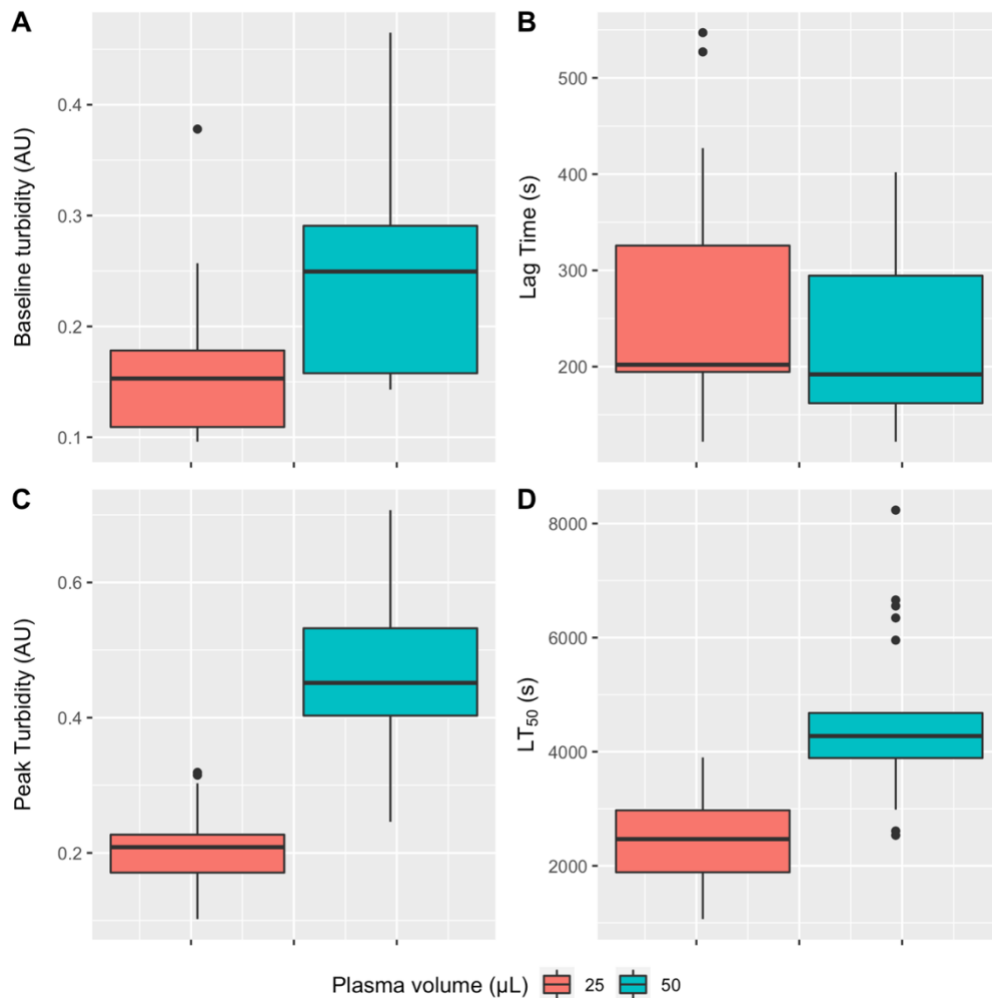 A
Baseline turbidity (AU)
0.4
0.3
0.2
0.1
B
Lag Time (s)
500
400
300
200
C
Peak Turbidity (AU)
0.6
0.4
0.2
D
LT₅₀ (s)
8000
6000
4000
2000
Plasma volume (µL) 25 50